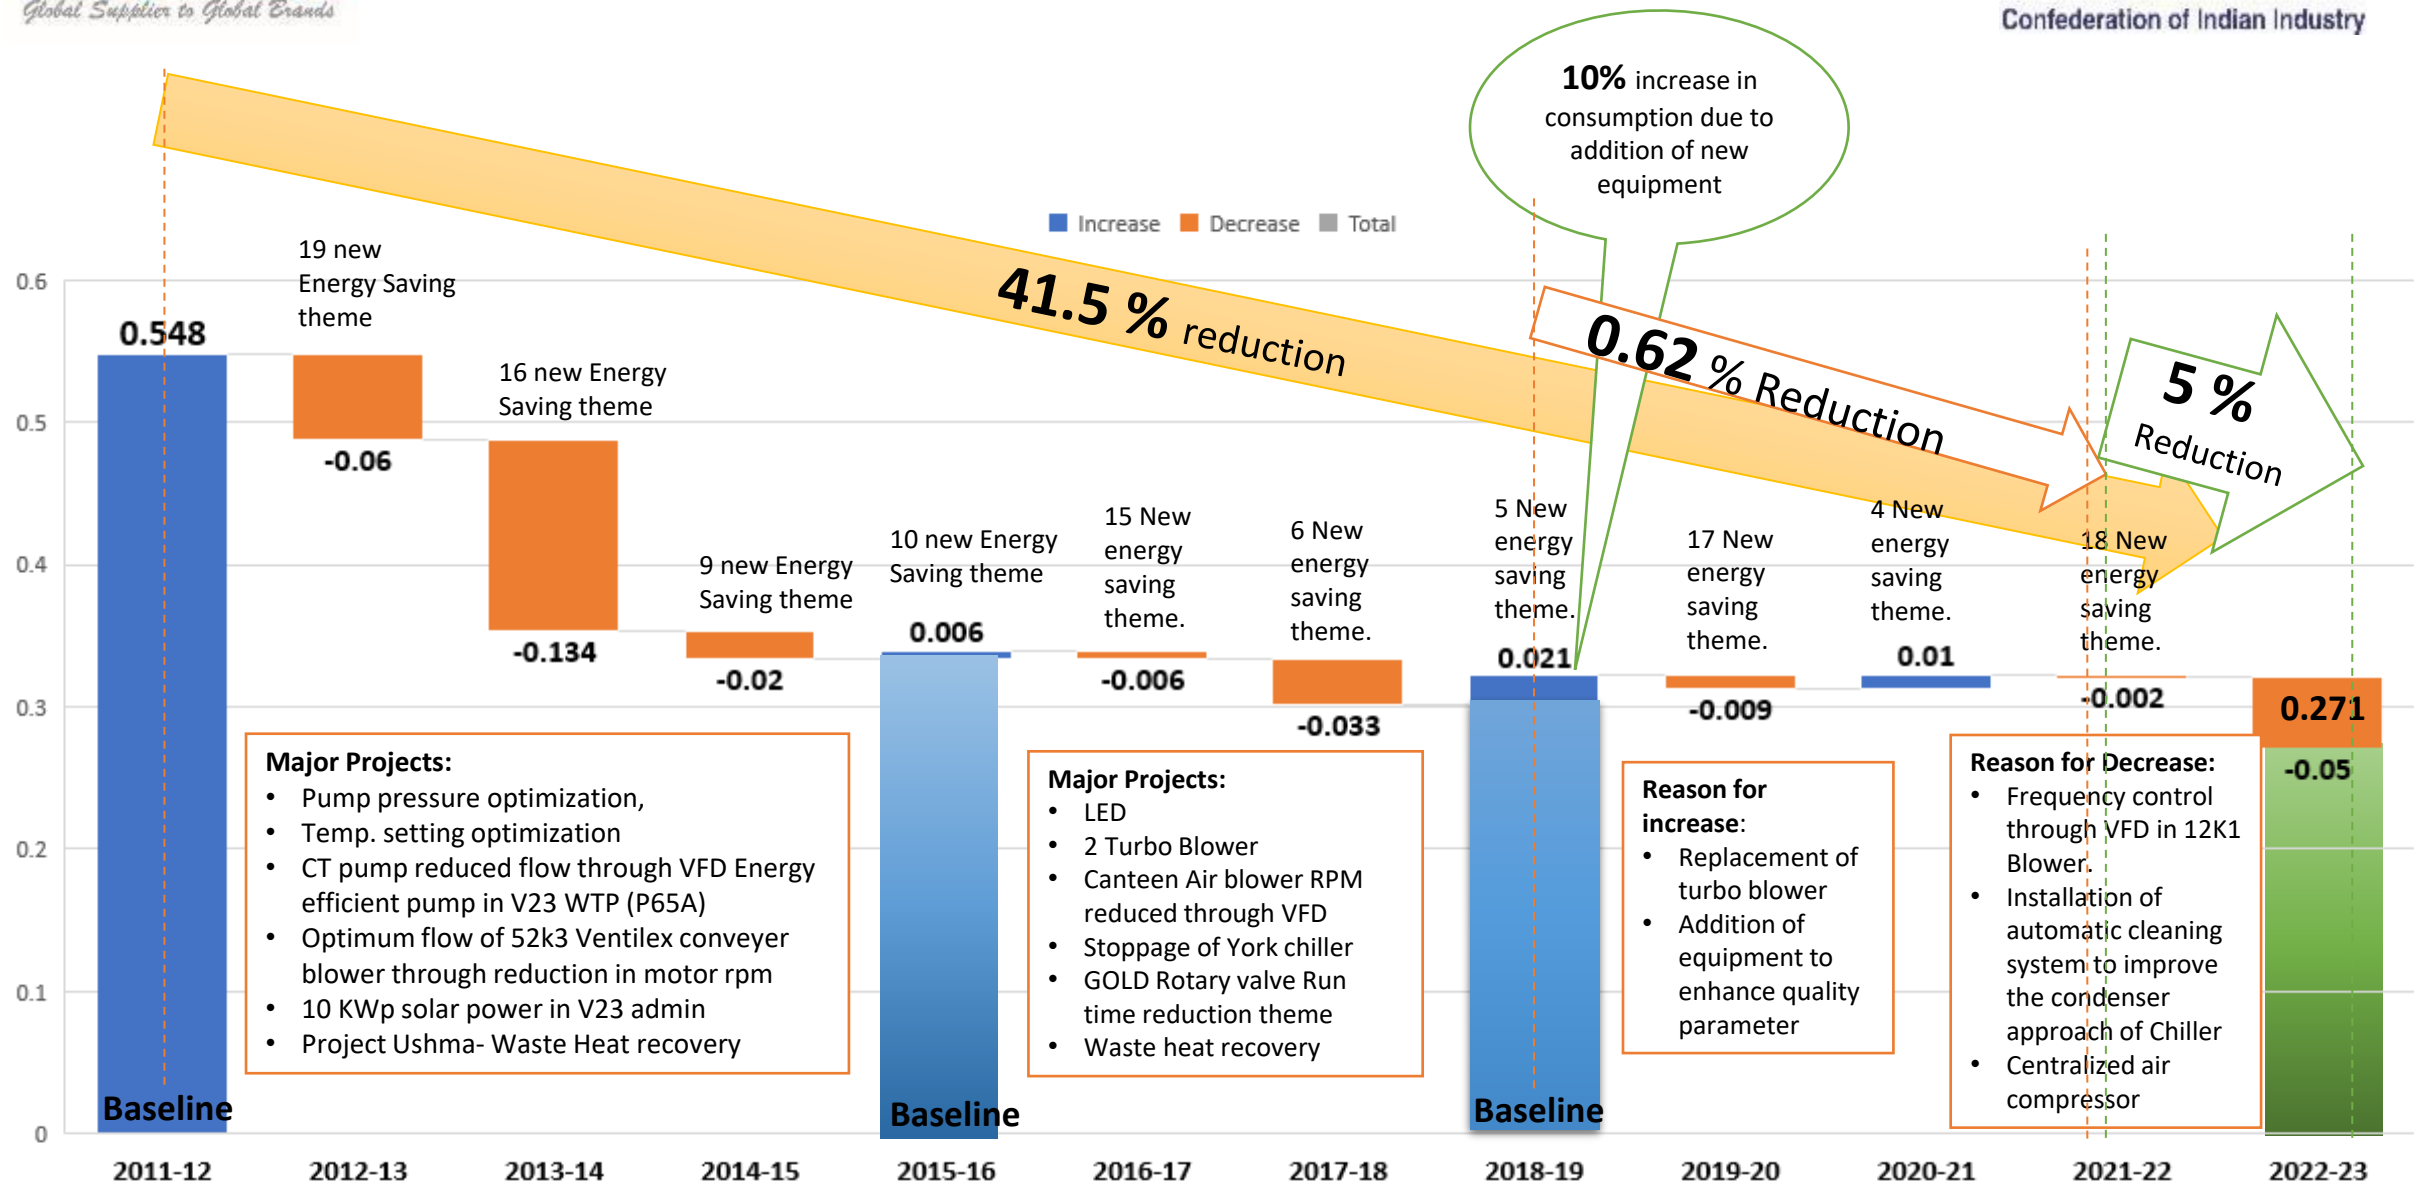 Global Supplier to Global Brands
Confederation of Indian Industry
10% increase in
consumption due to
addition of new
equipment
Increase Decrease Total
41.5 % reduction
0.62 % Reduction
5 %
Reduction
0.6
0.5
0.4
0.3
0.2
0.1
0
0.548
19 new
Energy Saving
theme
-0.06
16 new Energy
Saving theme
-0.134
9 new Energy
Saving theme
-0.02
10 new Energy
Saving theme
0.006
15 New
energy
saving
theme.
-0.006
6 New
energy
saving
theme.
-0.033
5 New
energy
saving
theme.
0.021
17 New
energy
saving
theme.
-0.009
4 New
energy
saving
theme.
0.01
18 New
energy
saving
theme.
-0.002
0.271
-0.05
Major Projects:
• Pump pressure optimization,
• Temp. setting optimization
• CT pump reduced flow through VFD Energy
efficient pump in V23 WTP (P65A)
• Optimum flow of 52k3 Ventilex conveyer
blower through reduction in motor rpm
• 10 KWp solar power in V23 admin
• Project Ushma- Waste Heat recovery
Major Projects:
• LED
• 2 Turbo Blower
• Canteen Air blower RPM
reduced through VFD
• Stoppage of York chiller
• GOLD Rotary valve Run
time reduction theme
• Waste heat recovery
Reason for
increase:
• Replacement of
turbo blower
• Addition of
equipment to
enhance quality
parameter
Reason for Decrease:
• Frequency control
through VFD in 12K1
Blower.
• Installation of
automatic cleaning
system to improve
the condenser
approach of Chiller
• Centralized air
compressor
Baseline
Baseline
Baseline
2011-12 2012-13 2013-14 2014-15 2015-16 2016-17 2017-18 2018-19 2019-20 2020-21 2021-22 2022-23